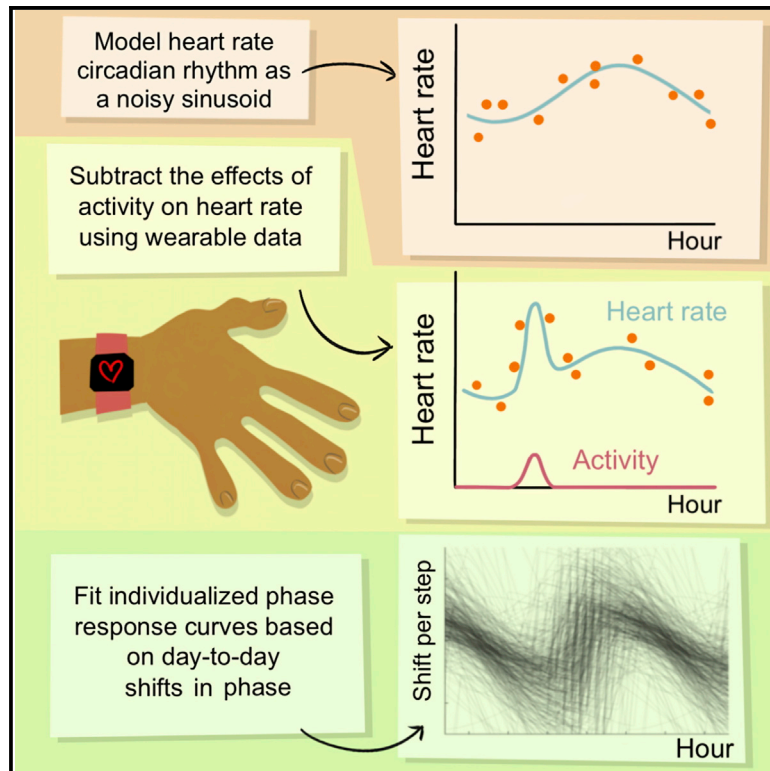 Model heart rate
circadian rhythm as
a noisy sinusoid
Heart rate
Hour
Subtract the effects of
activity on heart rate
using wearable data
Heart rate
Heart rate
Activity
Hour
Fit individualized phase
response curves based
on day-to-day
shifts in phase
Shift per step
Hour